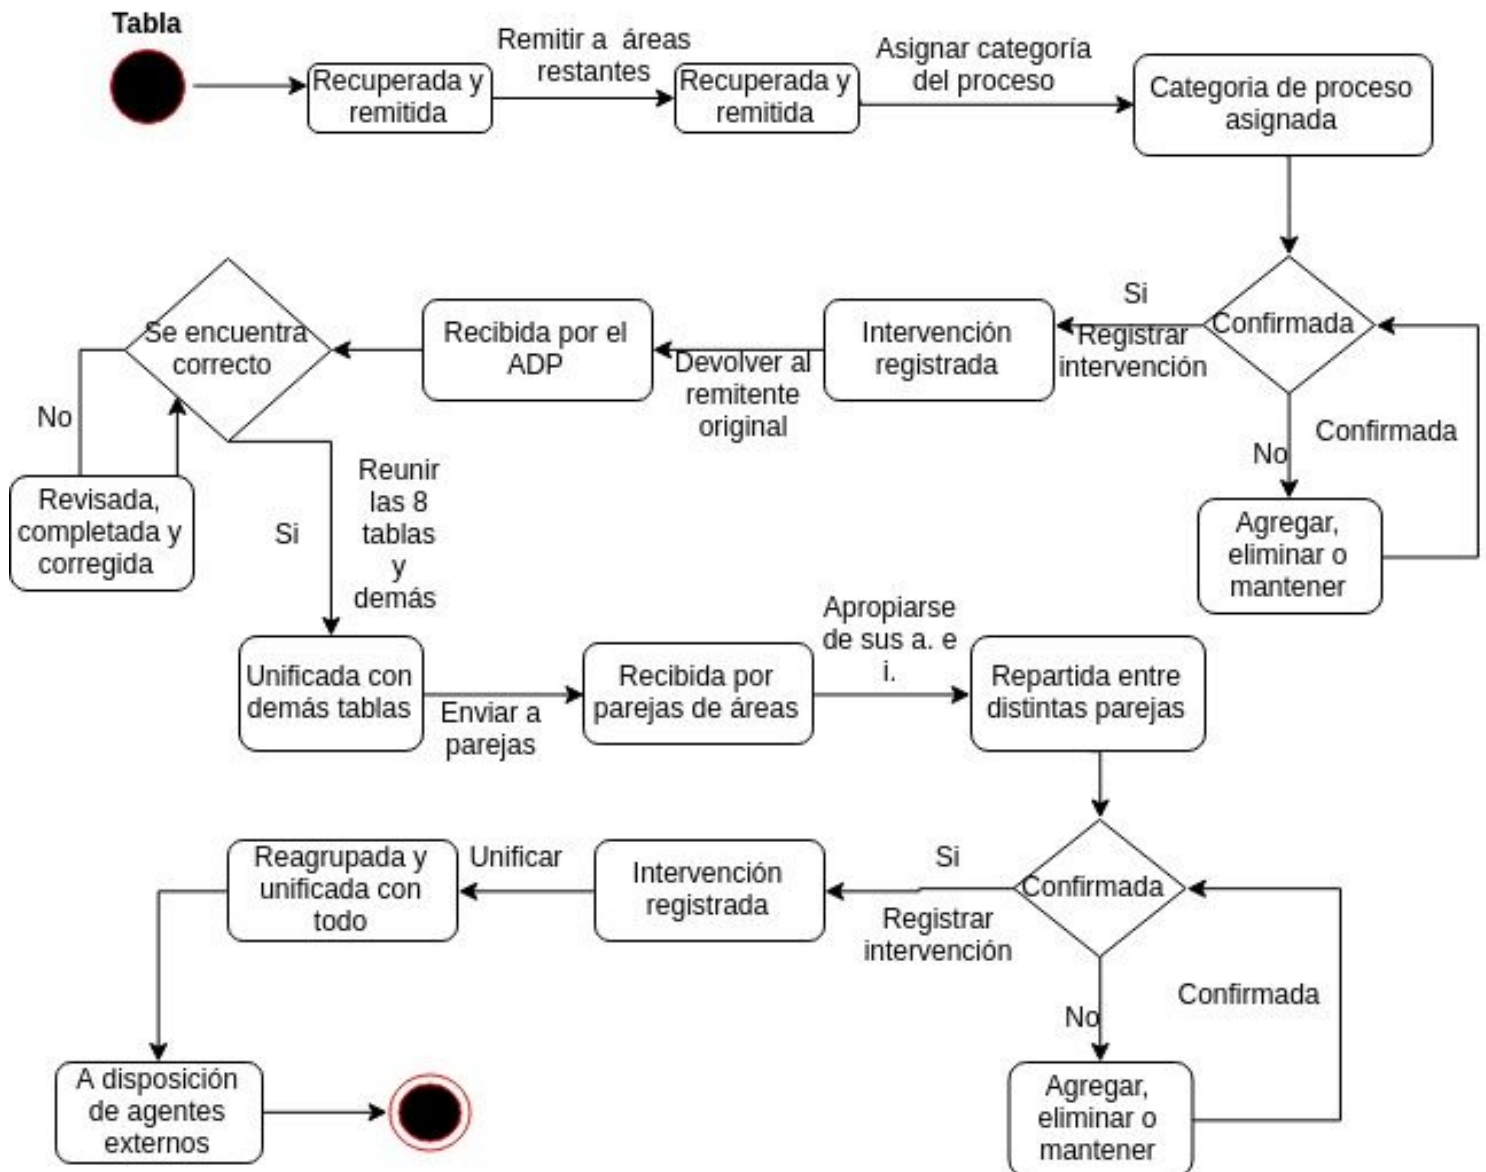 Tabla
Recuperada y
remitida
Remitir a áreas
restantes
Recuperada y
remitida
Asignar categoría
del proceso
Categoria de proceso
asignada
Confirmada
Si
Registrar
intervención
No
Confirmada
Agregar,
eliminar o
mantener
Intervención
registrada
Devolver al
remitente
original
Recibida por el
ADP
Se encuentra
correcto
No
Revisada,
completada y
corregida
Si
Reunir
las 8
tablas
y
demás
Unificada con
demás tablas
Enviar a
parejas
Recibida por
parejas de áreas
Apropiarse
de sus a. e
i.
Repartida entre
distintas parejas
Confirmada
Si
Registrar
intervención
No
Confirmada
Agregar,
eliminar o
mantener
Intervención
registrada
Unificar
Reagrupada y
unificada con
todo
A disposición
de agentes
externos